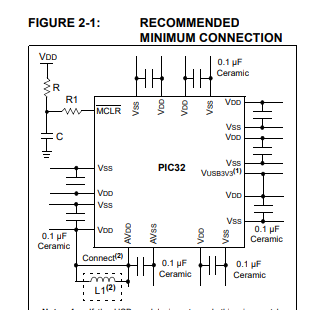 FIGURE 2-1: RECOMMENDED
MINIMUM CONNECTION
VDD
R
R1
C
MCLR
VSS
VDD
VDD
VSS
0.1 µF
Ceramic
VDD
VSS
VDD
VSS
VUSB3V3(1)
VDD
VSS
0.1 µF
Ceramic
PIC32
VSS
VDD
VSS
VDD
0.1 µF
Ceramic
AVDD
AVSS
VDD
VSS
Connect(2)
L1(2)
0.1 µF
Ceramic
0.1 µF
Ceramic